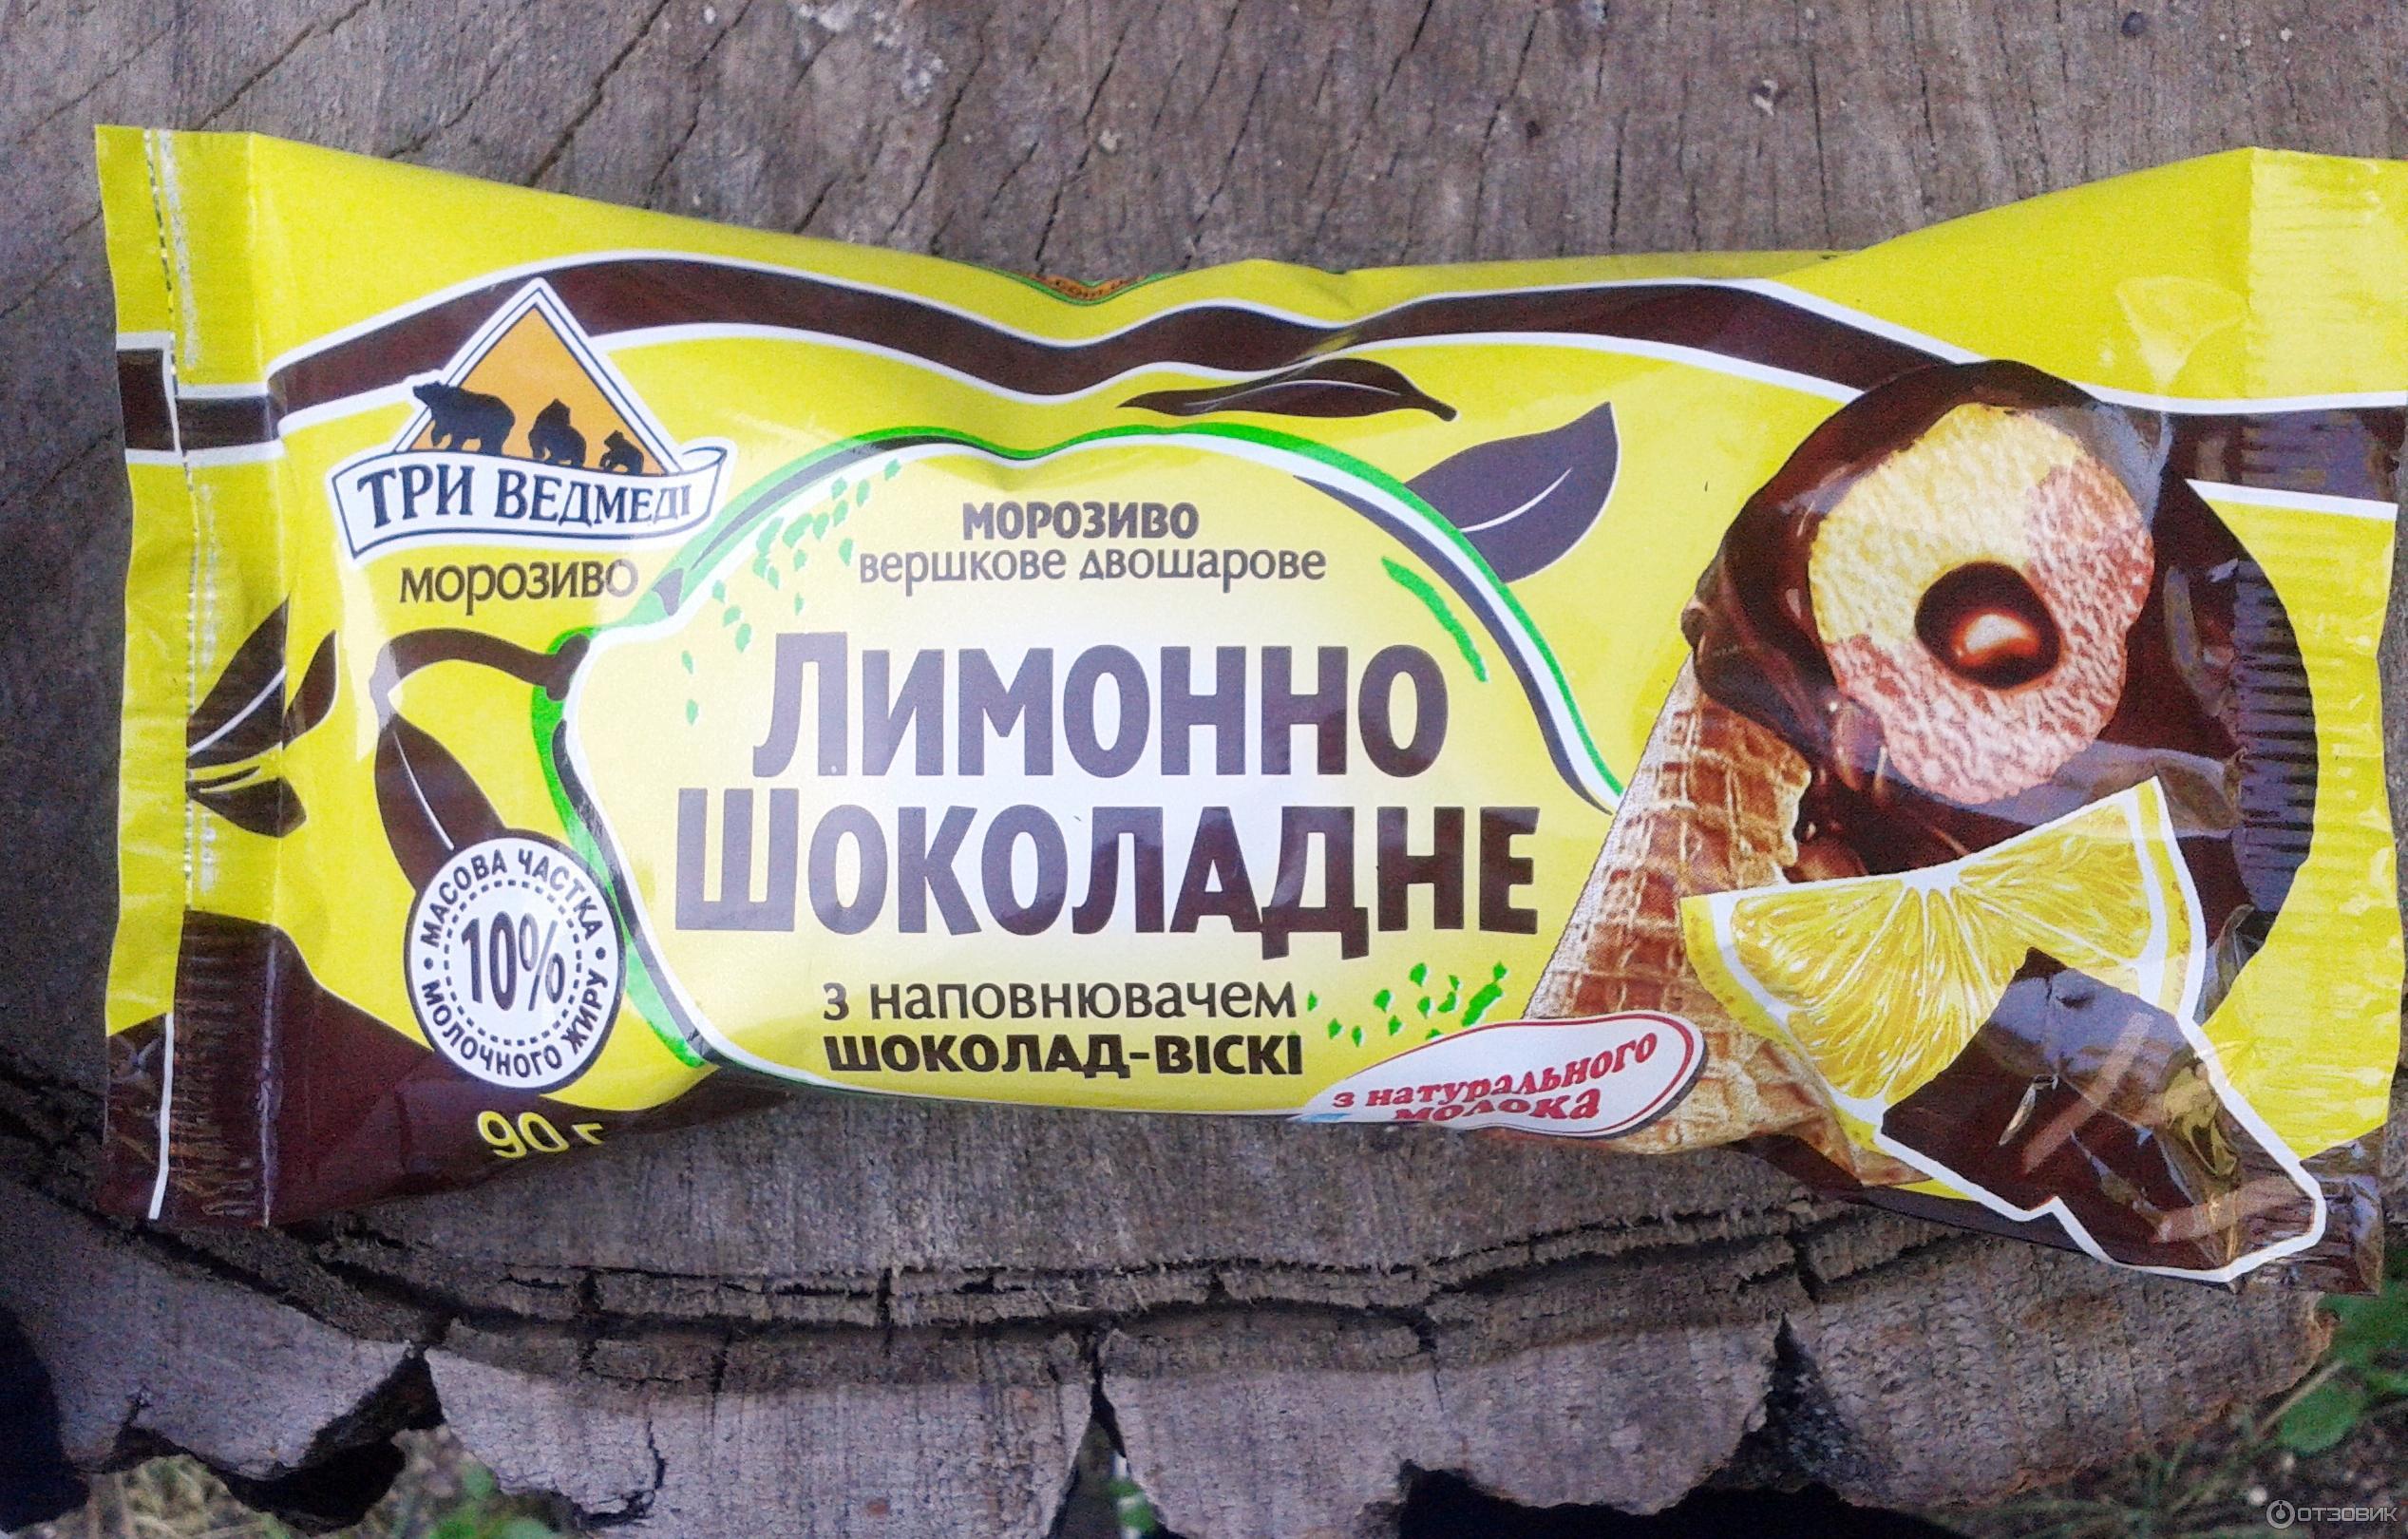 ТРИ ВЕДМЕДІ
морозиво
МОРОЗИВО
вершкове двошарове
ЛИМОННО
ШОКОЛАДНЕ
з наповнювачем
ШОКОЛАД-ВІСКІ
МАСОВА ЧАСТКА
10%
МОЛОЧНОГО ЖИРУ
90 г
з натурального
молока
ОТЗОВИК